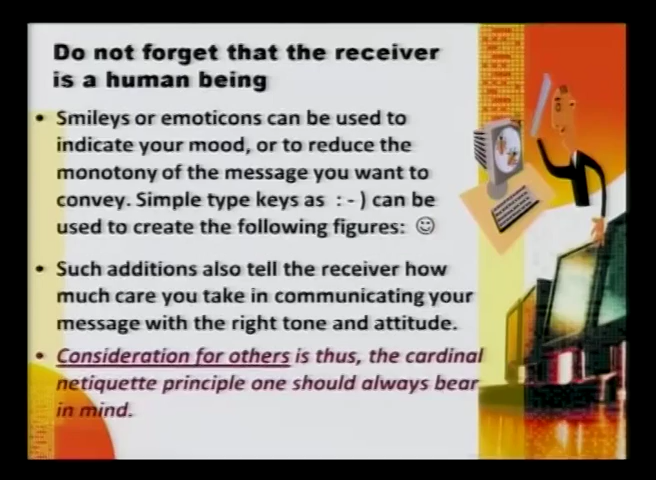 Do not forget that the receiver
is a human being
• Smileys or emoticons can be used to
indicate your mood, or to reduce the
monotony of the message you want to
convey. Simple type keys as : - ) can be
used to create the following figures: ☺
• Such additions also tell the receiver how
much care you take in communicating your
message with the right tone and attitude.
• Consideration for others is thus, the cardinal
netiquette principle one should always bear
in mind.